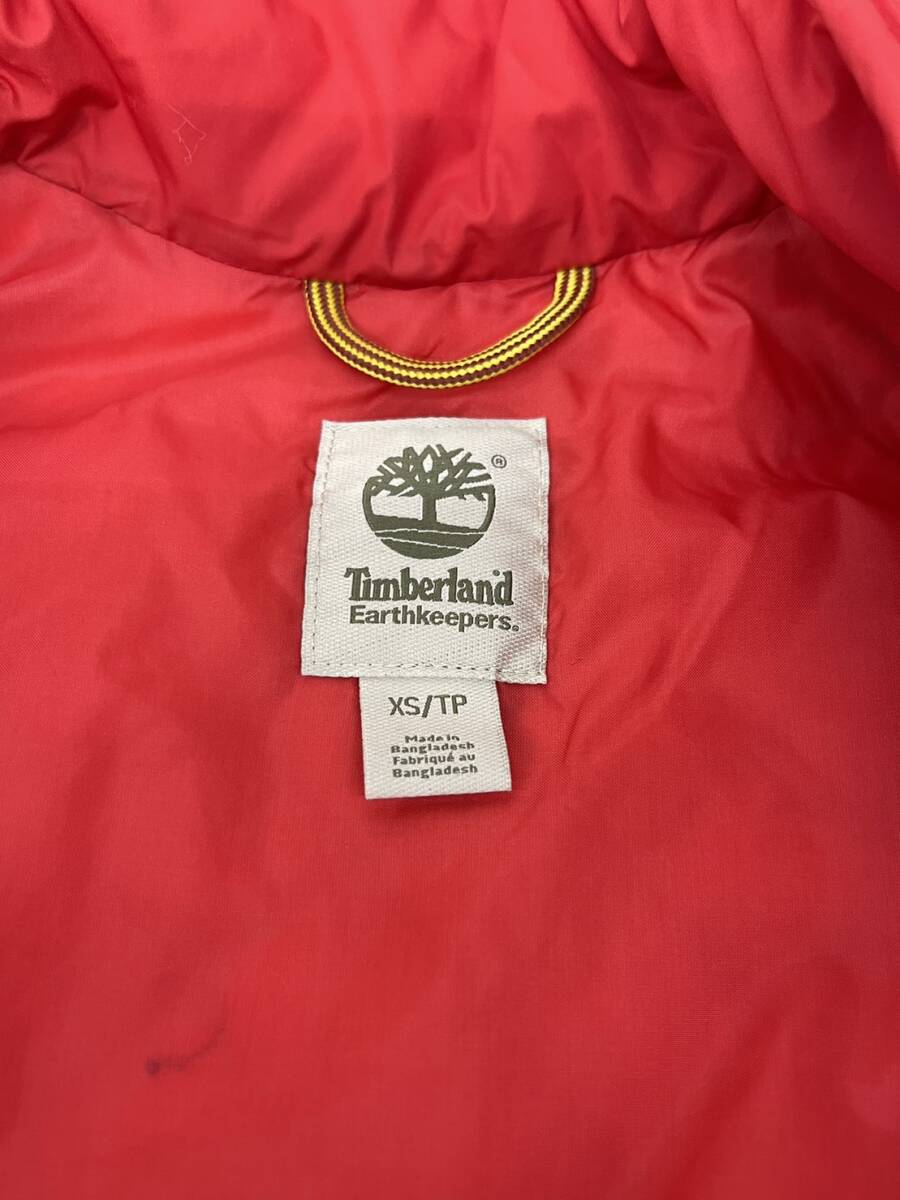 ®
Timberland
Earthkeepers®
XS/TP
Made in
Bangladesh
Fabriqué au
Bangladesh